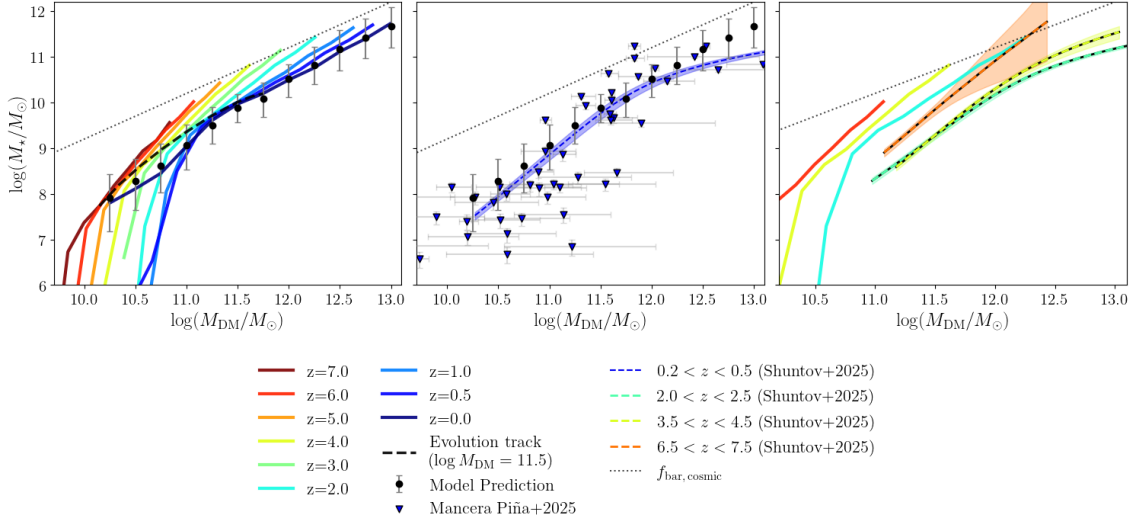 12
11
10
9
8
7
6
log(M⋆/M⊙)
10.0 10.5 11.0 11.5 12.0 12.5 13.0
log(M_DM/M⊙)
10.0 10.5 11.0 11.5 12.0 12.5 13.0
log(M_DM/M⊙)
10.5 11.0 11.5 12.0 12.5 13.0
log(M_DM/M⊙)
z=7.0
z=6.0
z=5.0
z=4.0
z=3.0
z=2.0
z=1.0
z=0.5
z=0.0
Evolution track
(log M_DM = 11.5)
Model Prediction
Mancera Piña+2025
0.2 < z < 0.5 (Shuntov+2025)
2.0 < z < 2.5 (Shuntov+2025)
3.5 < z < 4.5 (Shuntov+2025)
6.5 < z < 7.5 (Shuntov+2025)
f_bar,cosmic